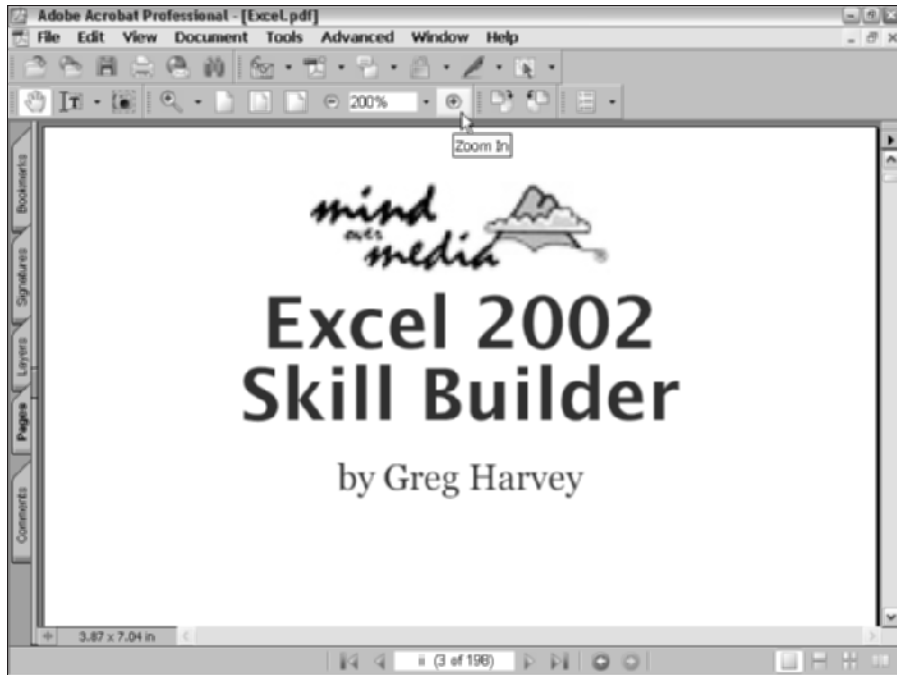 Adobe Acrobat Professional - [Excel.pdf]
File Edit View Document Tools Advanced Window Help
200%
Zoom In
Bookmarks
Signatures
Layers
Pages
Comments
mind
over
media
Excel 2002
Skill Builder
by Greg Harvey
3.87 x 7.04 in
ii (3 of 198)